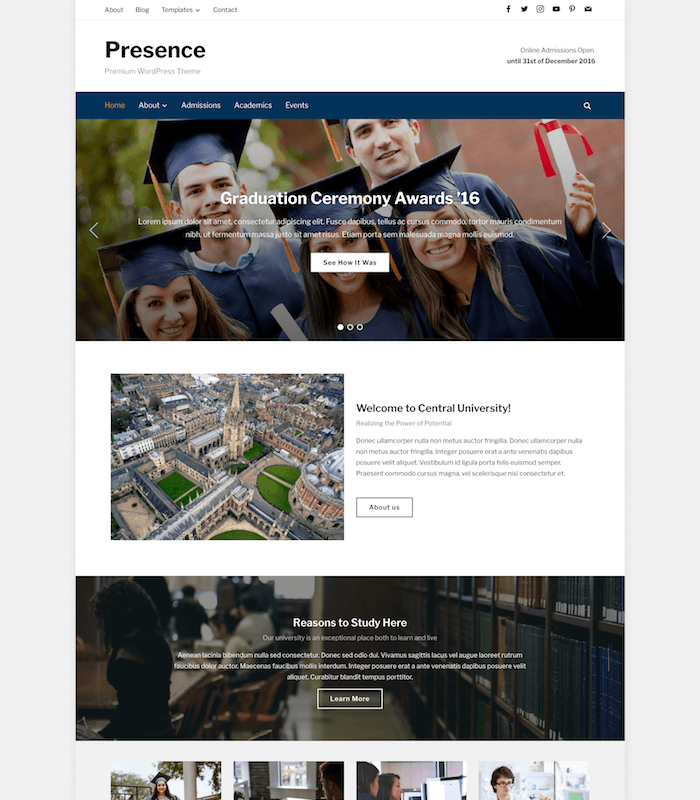 About Blog Templates Contact
Presence
Premium WordPress Theme
Online Admissions Open
until 31st of December 2016
Home About Admissions Academics Events
Graduation Ceremony Awards '16
Lorem ipsum dolor sit amet, consectetur adipiscing elit. Fusce dapibus, tellus ac cursus commodo, tortor mauris condimentum
nibh, ut fermentum massa justo sit amet risus. Etiam porta sem malesuada magna mollis euismod.
See How It Was
Welcome to Central University!
Realizing the Power of Potential
Donec ullamcorper nulla non metus auctor fringilla. Donec ullamcorper nulla
non metus auctor fringilla. Integer posuere erat a ante venenatis dapibus
posuere velit aliquet. Vestibulum id ligula porta felis euismod semper.
Praesent commodo cursus magna, vel scelerisque nisl consectetur et.
About us
Reasons to Study Here
Our university is an exceptional place both to learn and live
Aenean lacinia bibendum nulla sed consectetur. Donec sed odio dui. Vivamus sagittis lacus vel augue laoreet rutrum
faucibus dolor auctor. Maecenas faucibus mollis interdum. Integer posuere erat a ante venenatis dapibus posuere velit
aliquet. Curabitur blandit tempus porttitor.
Learn More